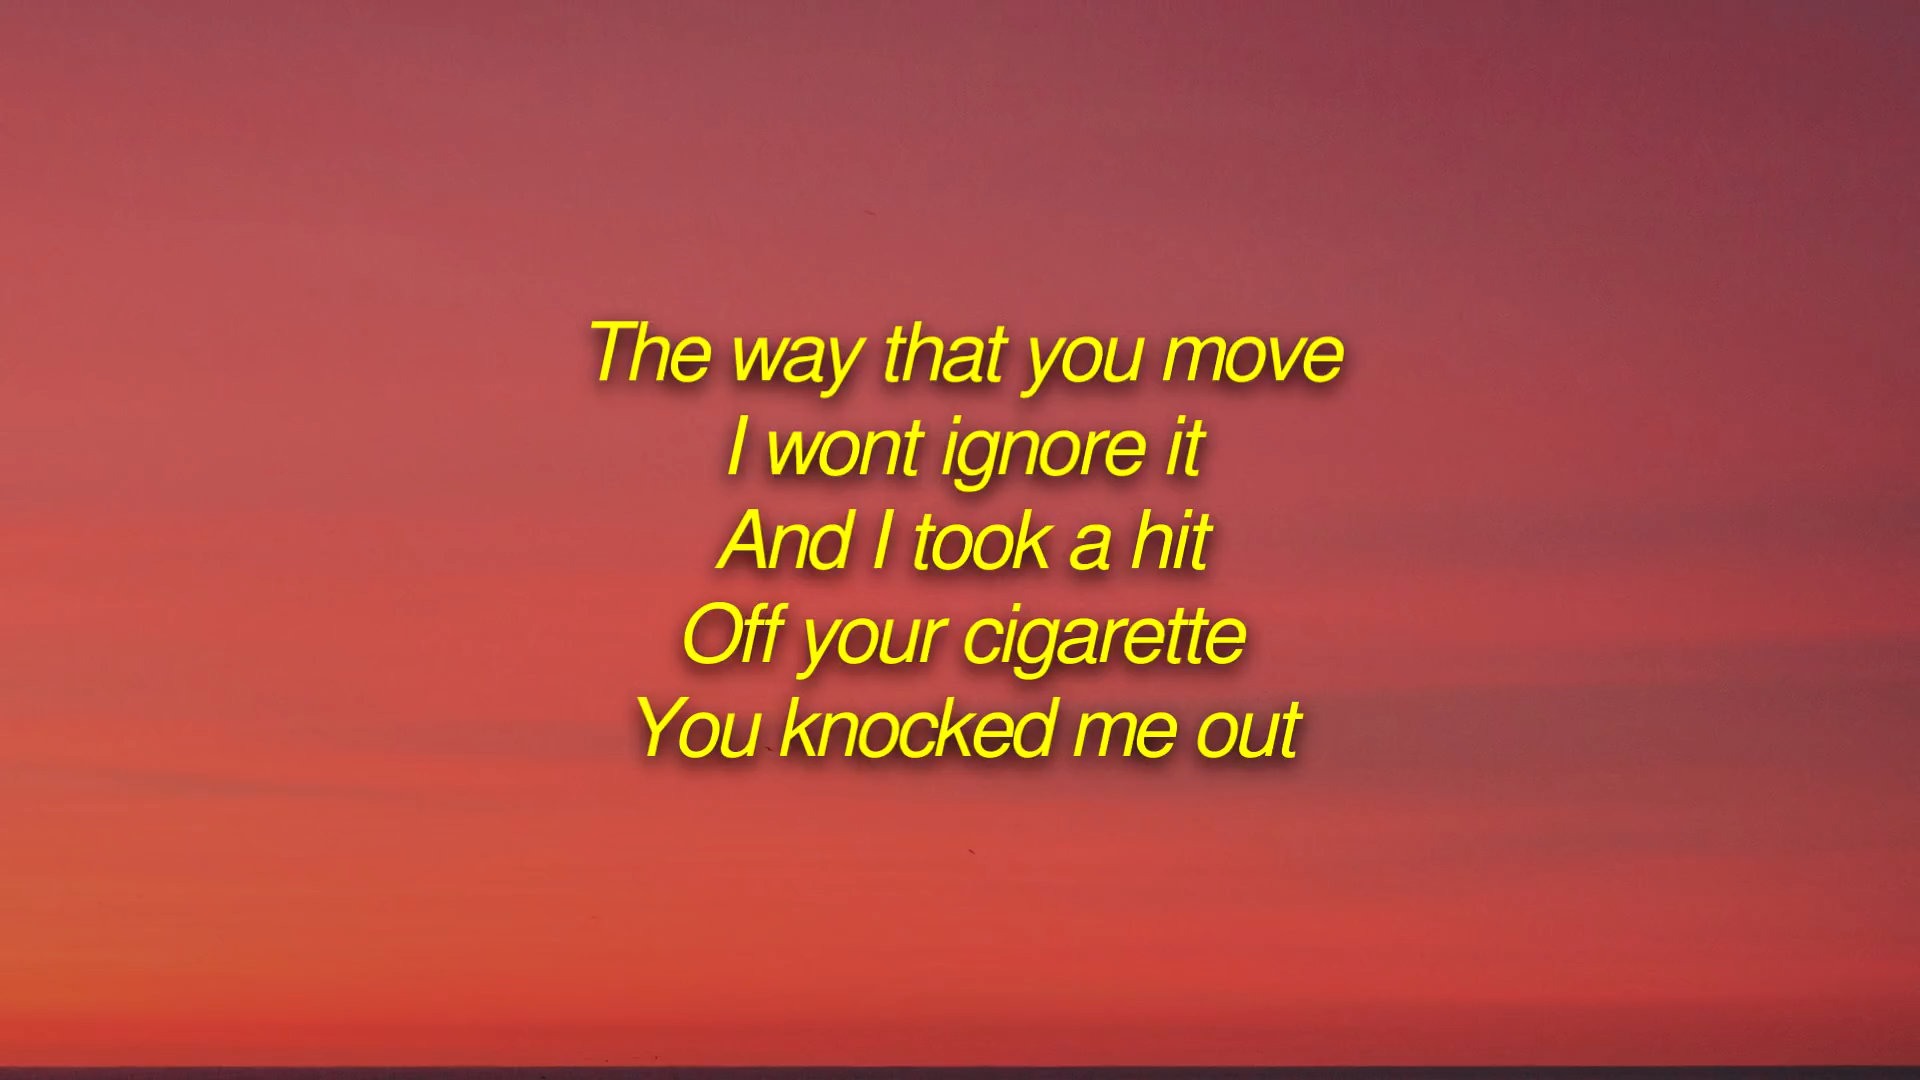 The way that you move
I wont ignore it
And I took a hit
Off your cigarette
You knocked me out